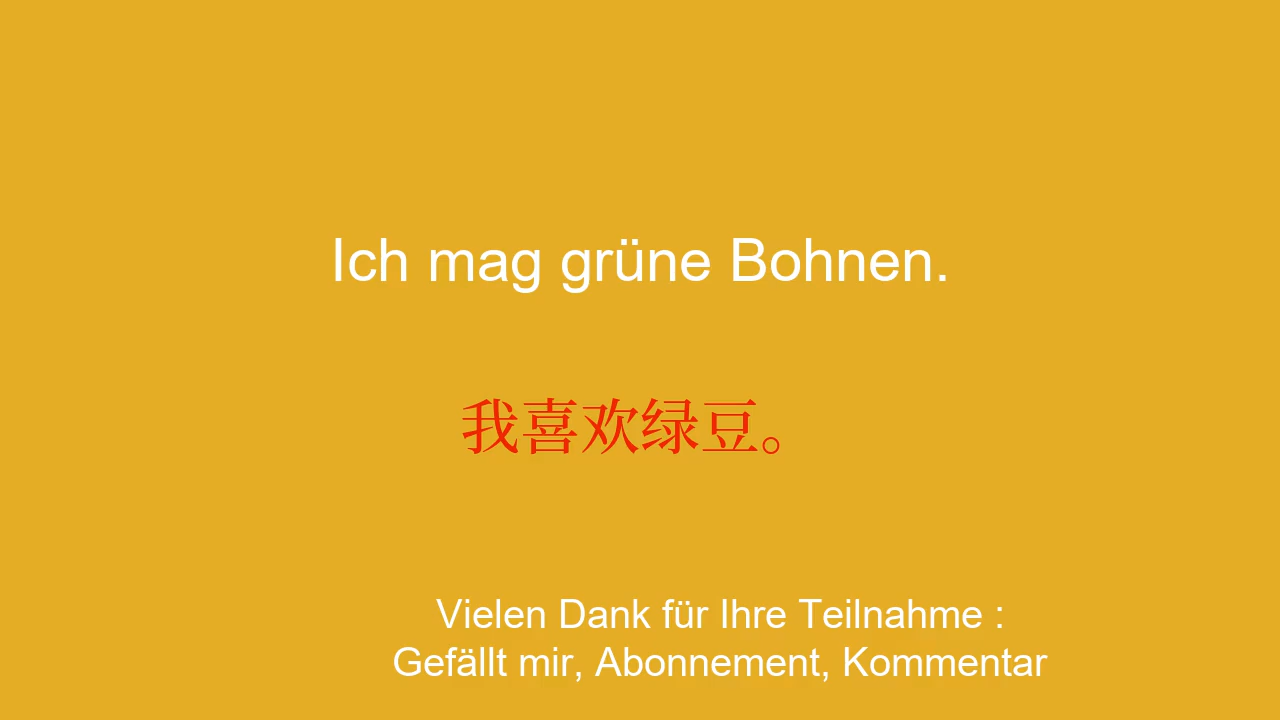 Ich mag grüne Bohnen.
我喜欢绿豆。
Vielen Dank für Ihre Teilnahme :
Gefällt mir, Abonnement, Kommentar